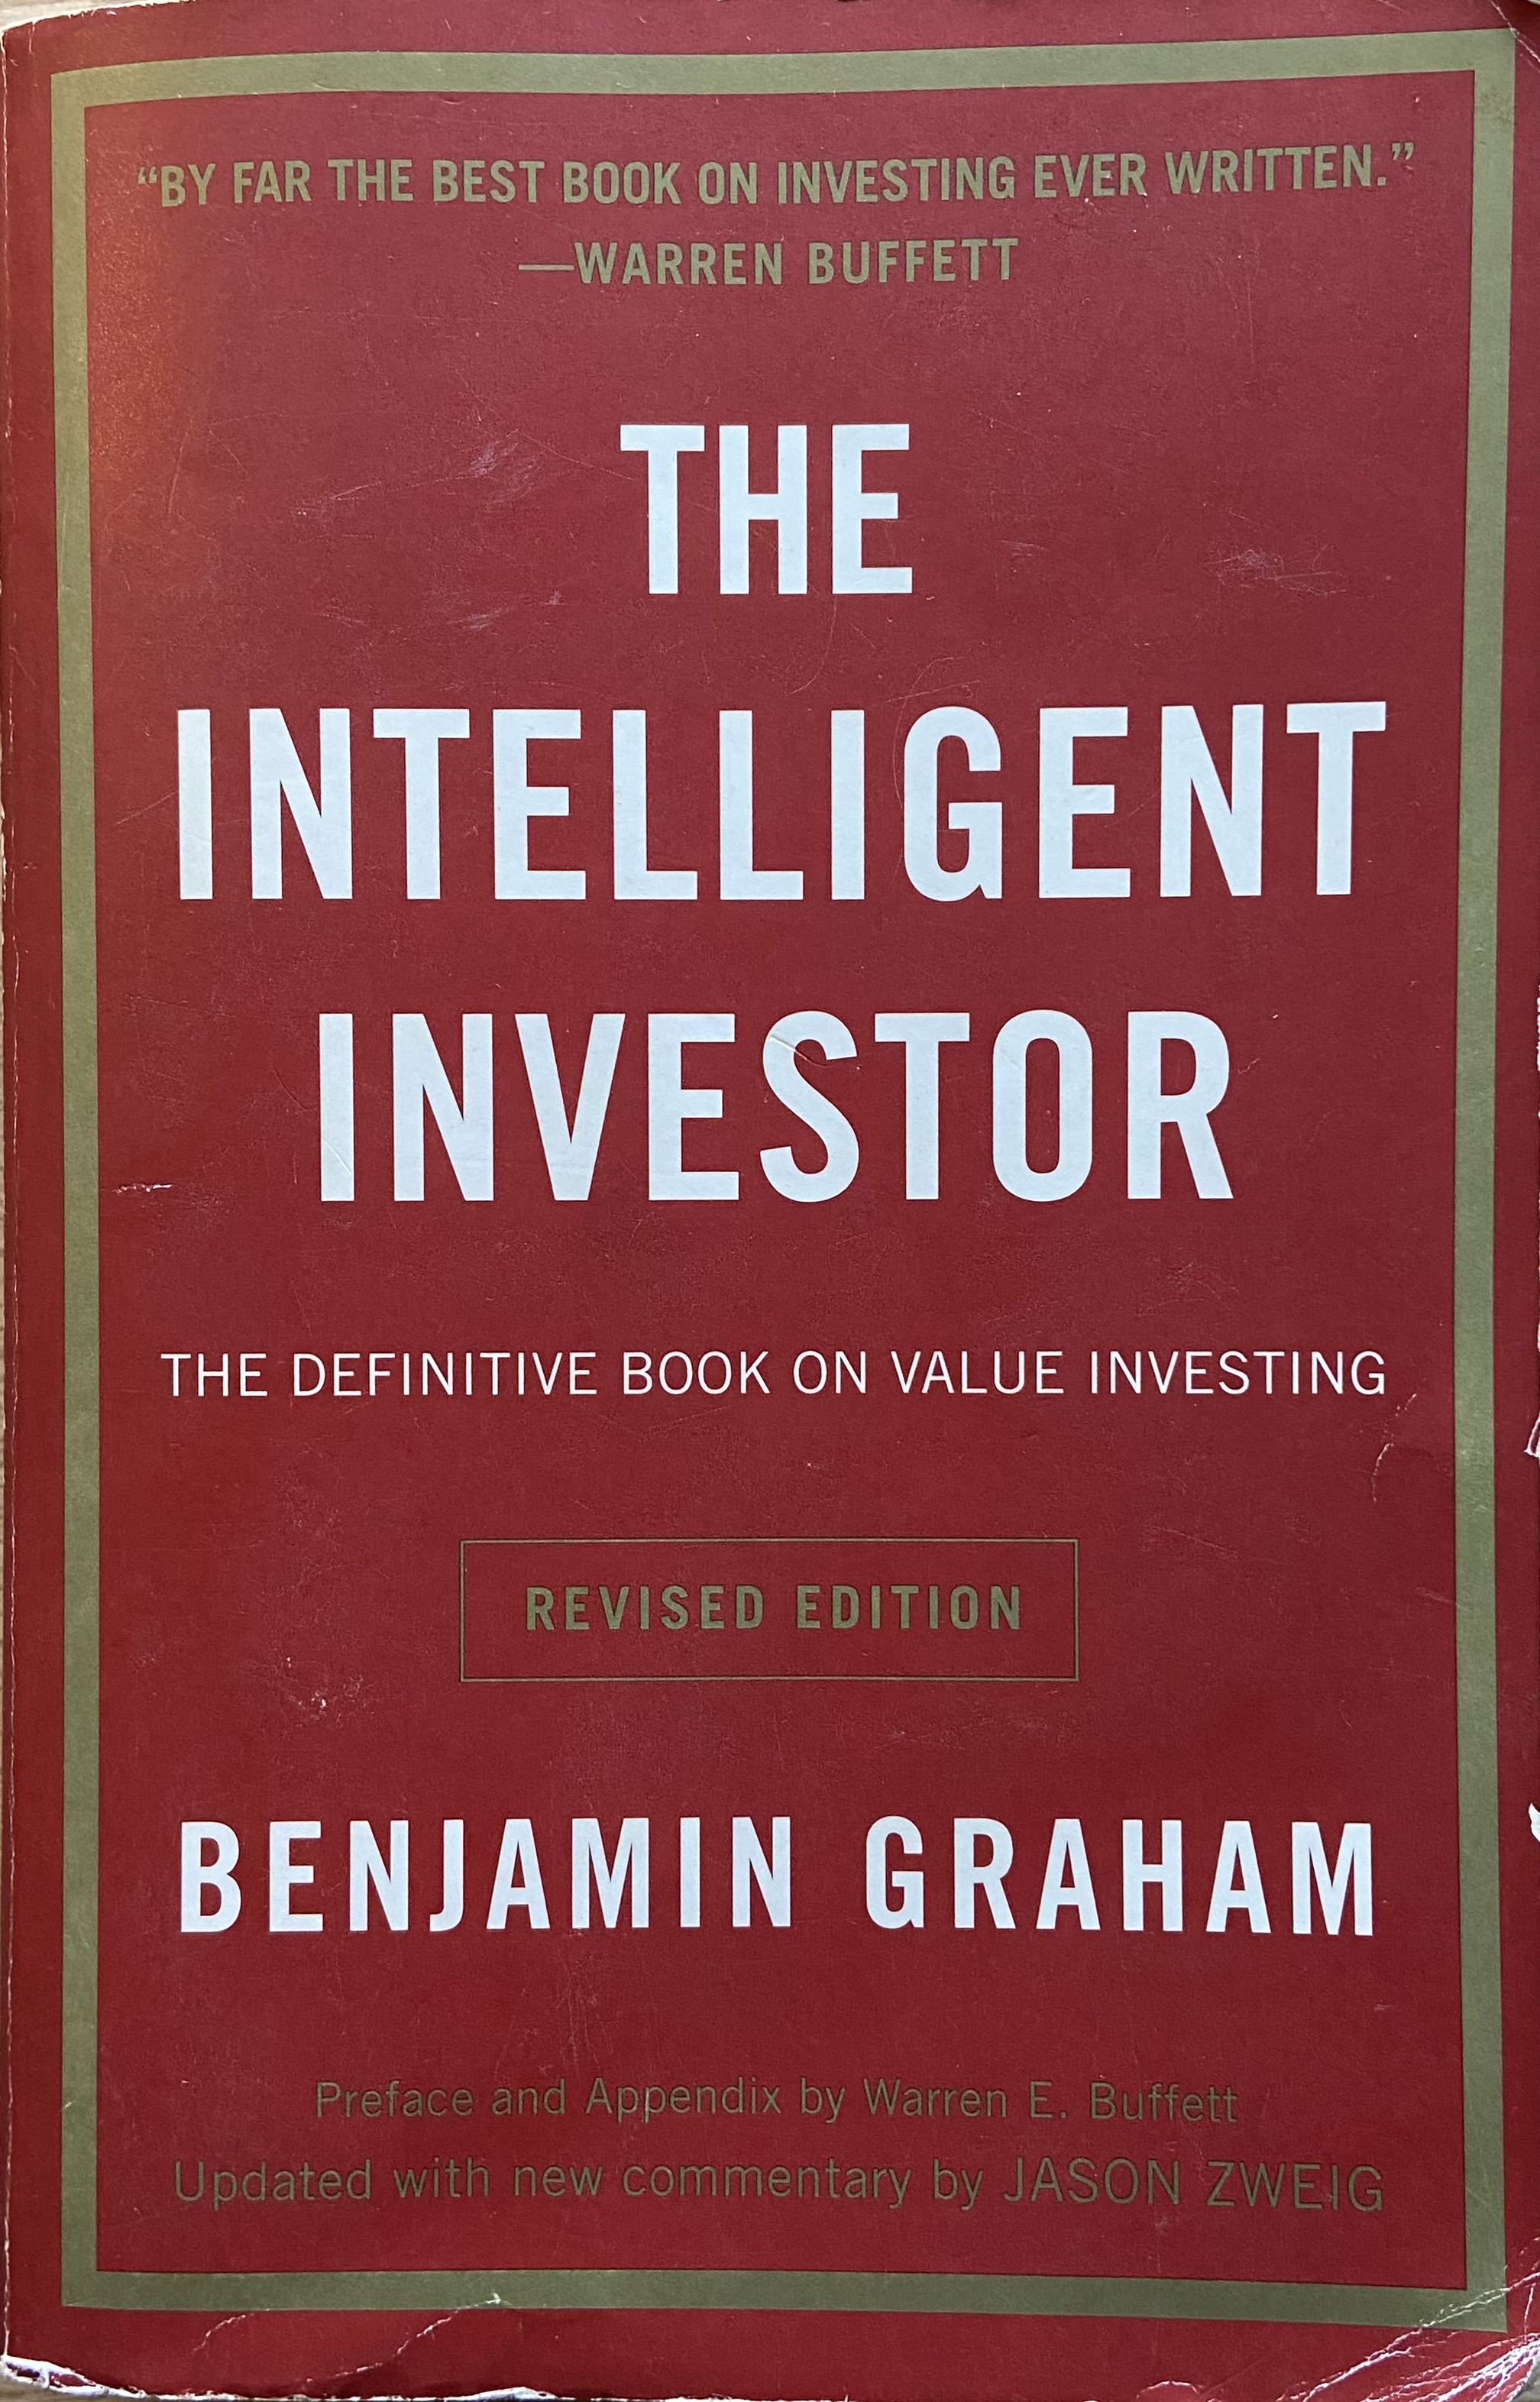 “BY FAR THE BEST BOOK ON INVESTING EVER WRITTEN.”
—WARREN BUFFETT
THE
INTELLIGENT
INVESTOR
THE DEFINITIVE BOOK ON VALUE INVESTING
REVISED EDITION
BENJAMIN GRAHAM
Preface and Appendix by Warren E. Buffett
Updated with new commentary by JASON ZWEIG